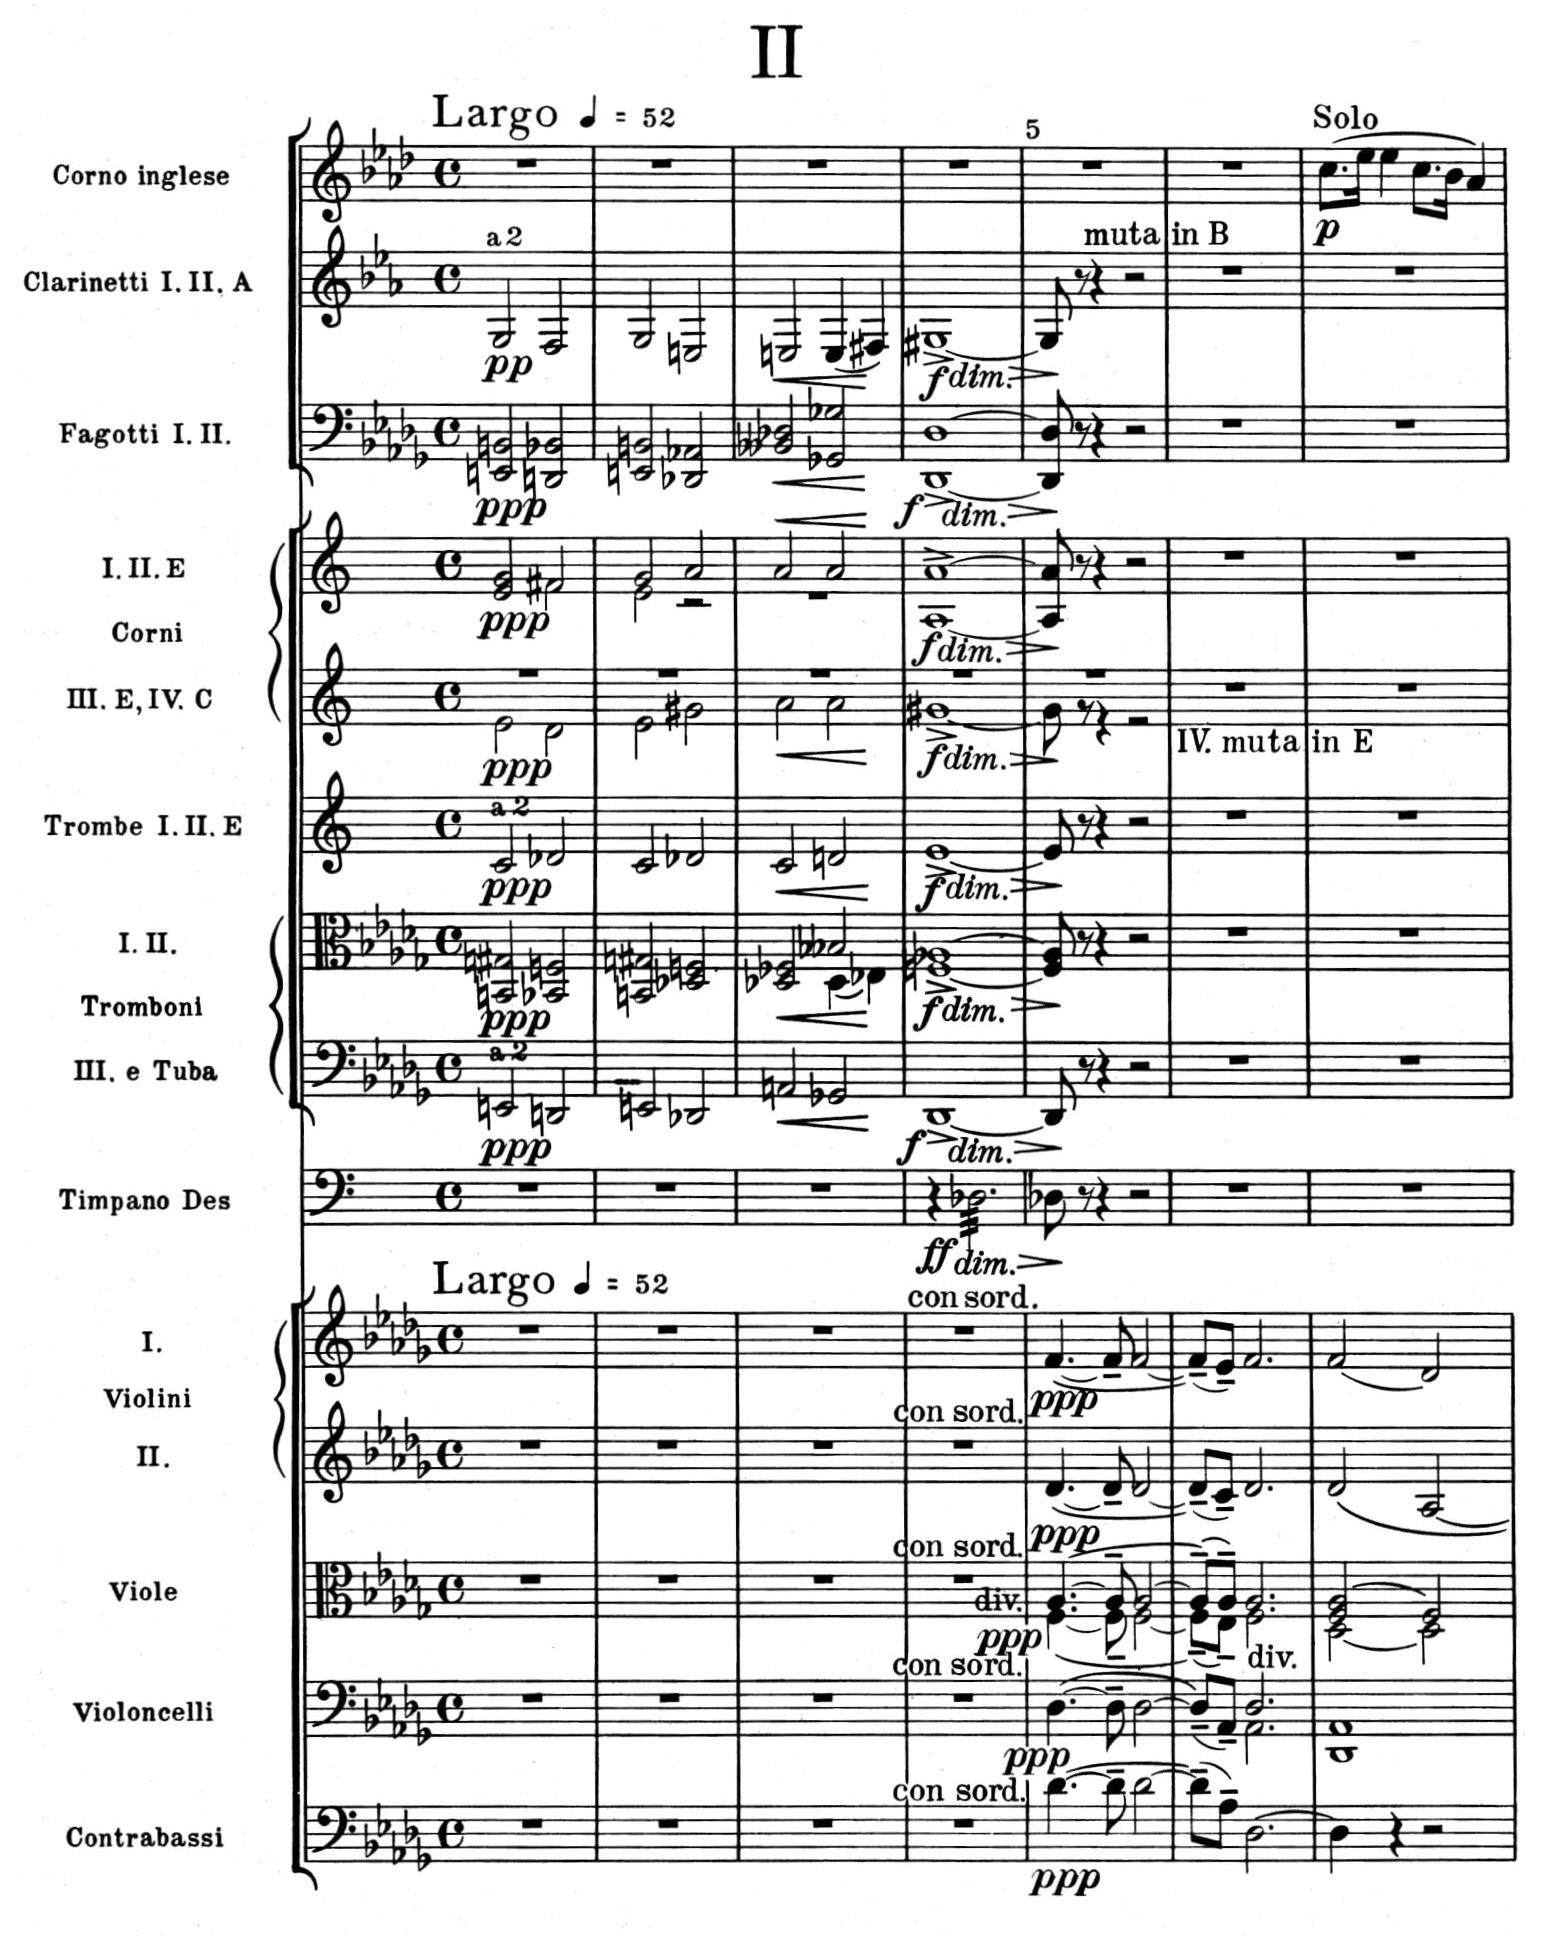 II
Largo ♩ = 52
5
Solo
Corno inglese
p
muta in B
a 2
Clarinetti I. II. A
pp
f dim.
Fagotti I. II.
ppp
f dim.
I. II. E
ppp
Corni
f dim.
III. E, IV. C
IV. muta in E
ppp
f dim.
a 2
Trombe I. II. E
ppp
f dim.
I. II.
Tromboni
ppp
f dim.
a 2
III. e Tuba
ppp
f dim.
Timpano Des
ff dim.
Largo ♩ = 52
con sord.
I.
Violini
ppp
con sord.
II.
ppp
con sord.
Viole
div.
ppp
div.
con sord.
Violoncelli
ppp
con sord.
Contrabassi
ppp